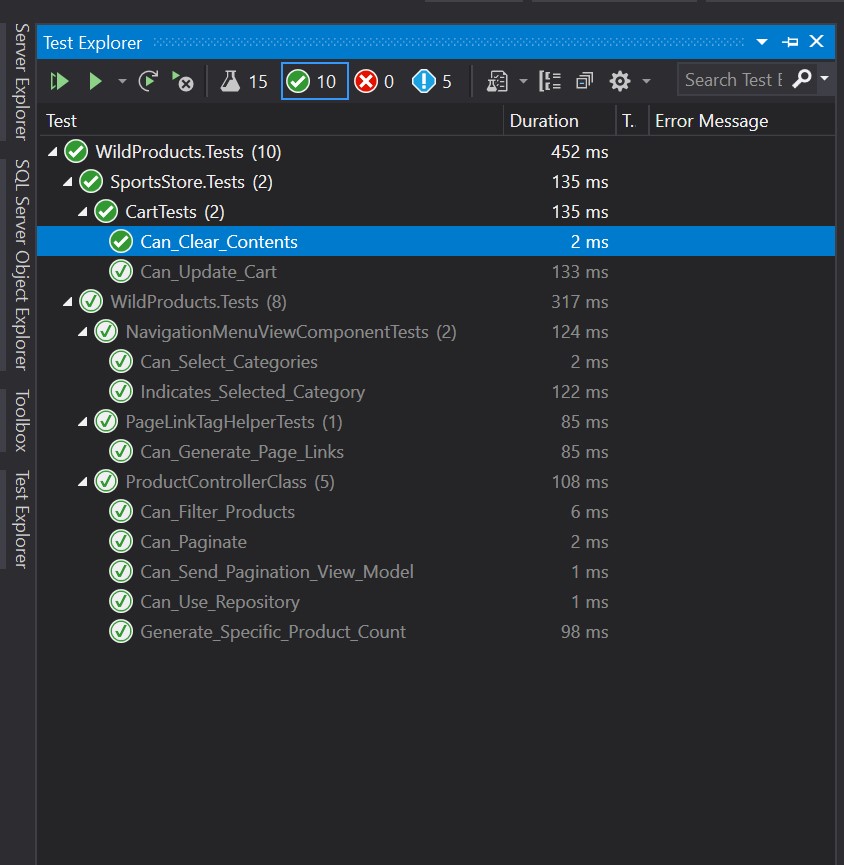 Server Explorer
SQL Server Object Explorer
Toolbox
Test Explorer
Test Explorer
15 10 0 5 Search Test E
Test Duration T. Error Message
WildProducts.Tests (10) 452 ms
SportsStore.Tests (2) 135 ms
CartTests (2) 135 ms
Can_Clear_Contents 2 ms
Can_Update_Cart 133 ms
WildProducts.Tests (8) 317 ms
NavigationMenuViewComponentTests (2) 124 ms
Can_Select_Categories 2 ms
Indicates_Selected_Category 122 ms
PageLinkTagHelperTests (1) 85 ms
Can_Generate_Page_Links 85 ms
ProductControllerClass (5) 108 ms
Can_Filter_Products 6 ms
Can_Paginate 2 ms
Can_Send_Pagination_View_Model 1 ms
Can_Use_Repository 1 ms
Generate_Specific_Product_Count 98 ms